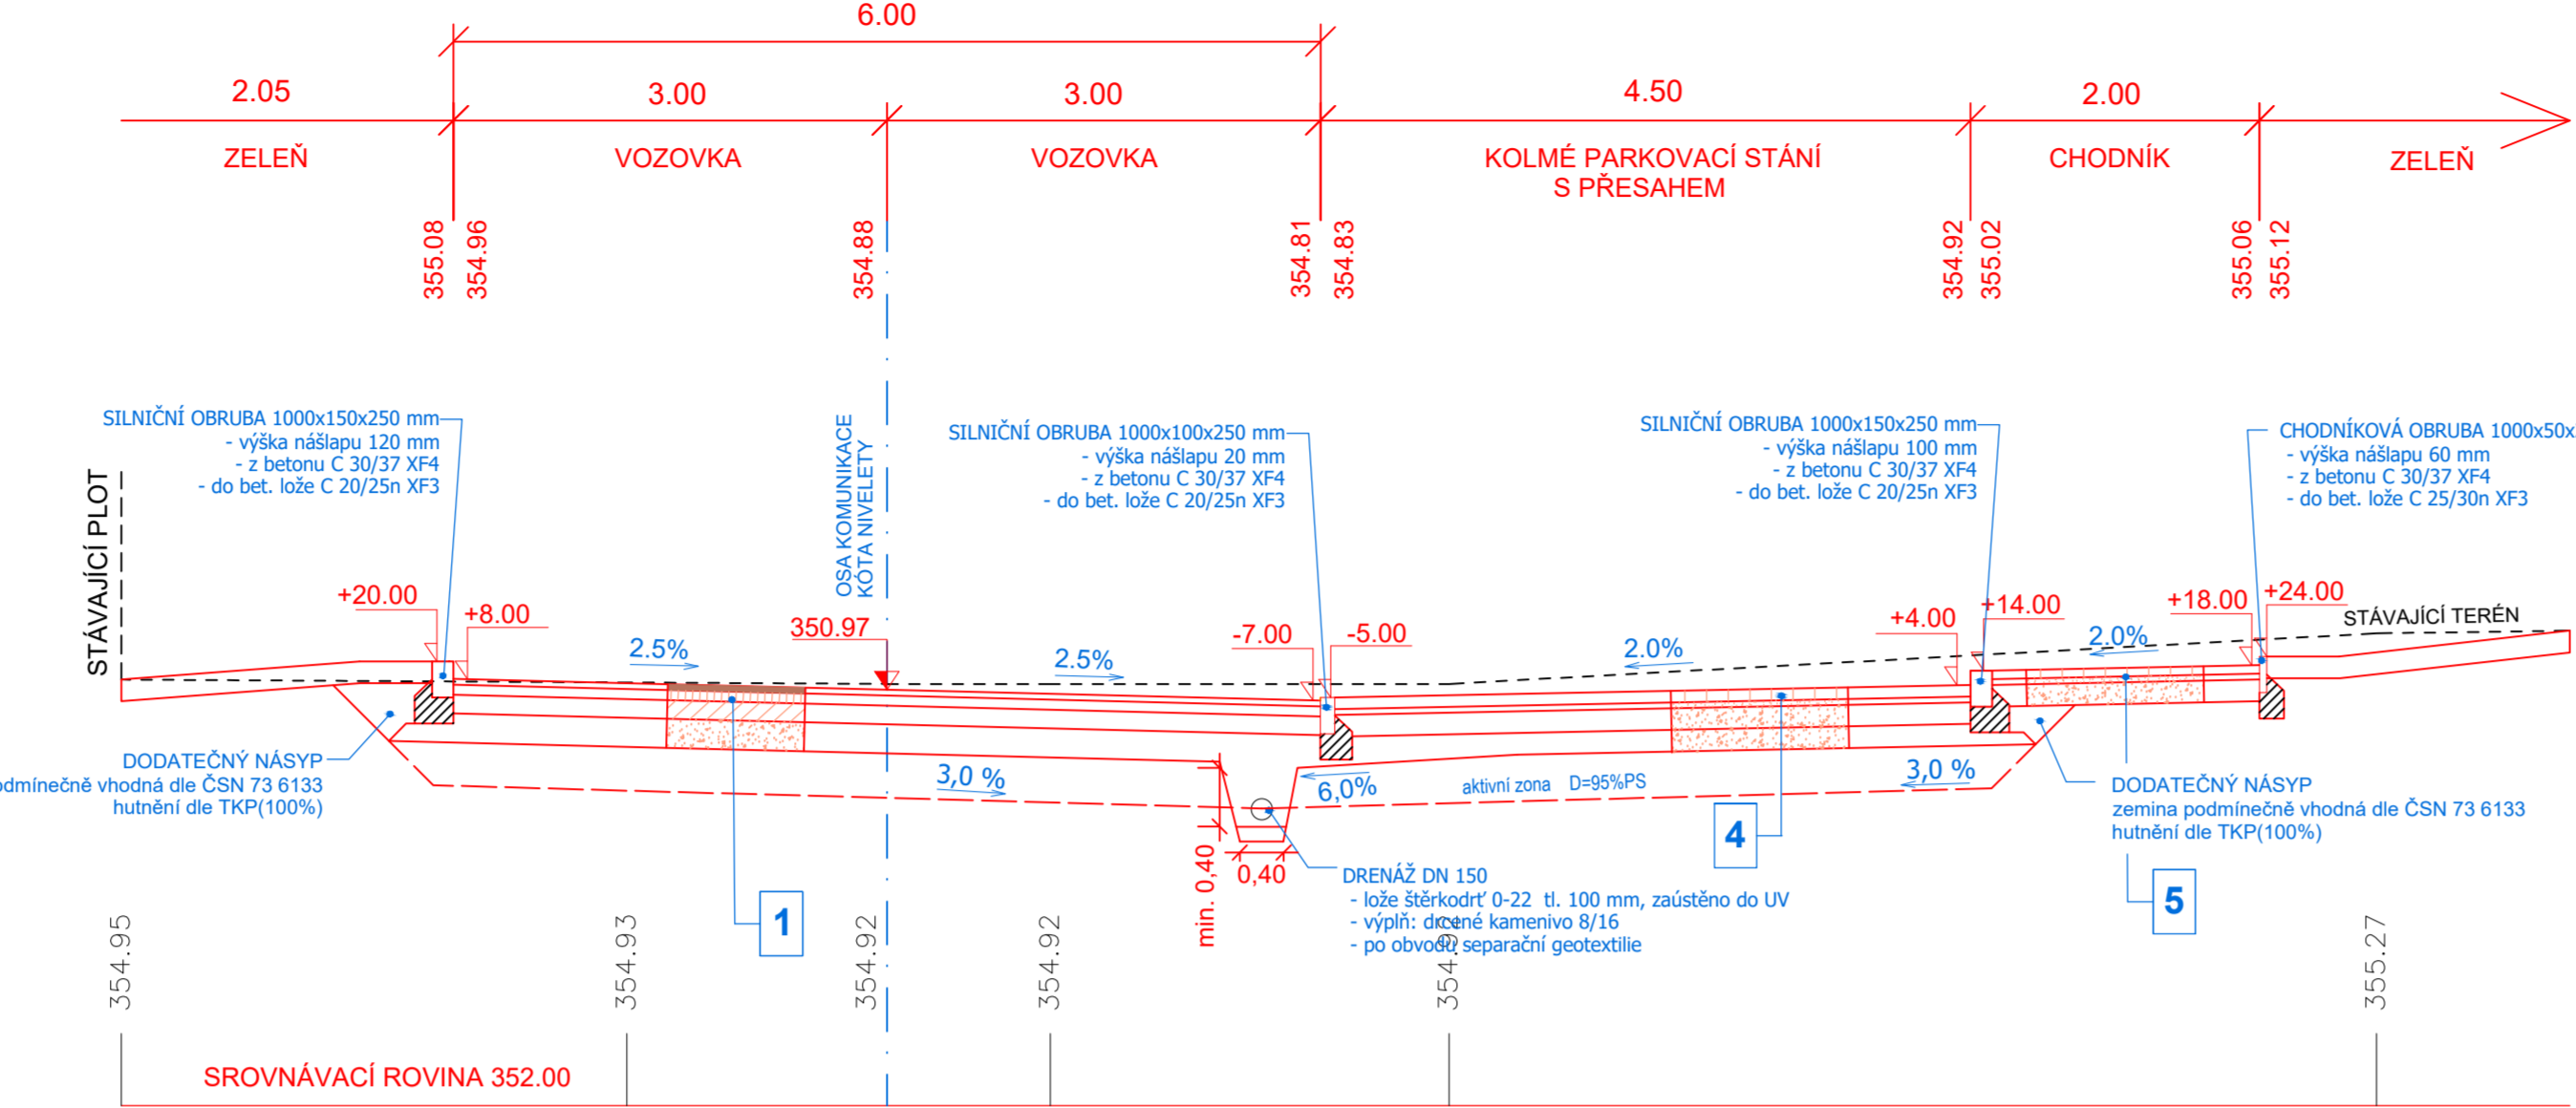 6.00
2.05
3.00
3.00
4.50
2.00
ZELEŇ
VOZOVKA
VOZOVKA
KOLMÉ PARKOVACÍ STÁNÍ
S PŘESAHEM
CHODNÍK
ZELEŇ
355.08
354.96
354.88
354.81
354.83
354.92
355.02
355.06
355.12
SILNIČNÍ OBRUBA 1000x150x250 mm
- výška nášlapu 120 mm
- z betonu C 30/37 XF4
- do bet. lože C 20/25n XF3
OSA KOMUNIKACE
KÓTA NIVELETY
SILNIČNÍ OBRUBA 1000x100x250 mm
- výška nášlapu 20 mm
- z betonu C 30/37 XF4
- do bet. lože C 20/25n XF3
SILNIČNÍ OBRUBA 1000x150x250 mm
- výška nášlapu 100 mm
- z betonu C 30/37 XF4
- do bet. lože C 20/25n XF3
CHODNÍKOVÁ OBRUBA 1000x50x
- výška nášlapu 60 mm
- z betonu C 30/37 XF4
- do bet. lože C 25/30n XF3
STÁVAJÍCÍ PLOT
+20.00
+8.00
2.5%
350.97
2.5%
-7.00
-5.00
2.0%
+4.00
+14.00
2.0%
+18.00
+24.00
STÁVAJÍCÍ TERÉN
DODATEČNÝ NÁSYP
podmínečně vhodná dle ČSN 73 6133
hutnění dle TKP(100%)
3,0 %
6,0%
aktivní zona D=95%PS
3,0 %
DODATEČNÝ NÁSYP
zemina podmínečně vhodná dle ČSN 73 6133
hutnění dle TKP(100%)
1
4
5
min. 0,40
0,40
DRENÁŽ DN 150
- lože štěrkodrť 0-22 tl. 100 mm, zaústěno do UV
- výplň: drcené kamenivo 8/16
- po obvodu separační geotextilie
354.95
354.93
354.92
354.92
354.92
355.27
SROVNÁVACÍ ROVINA 352.00